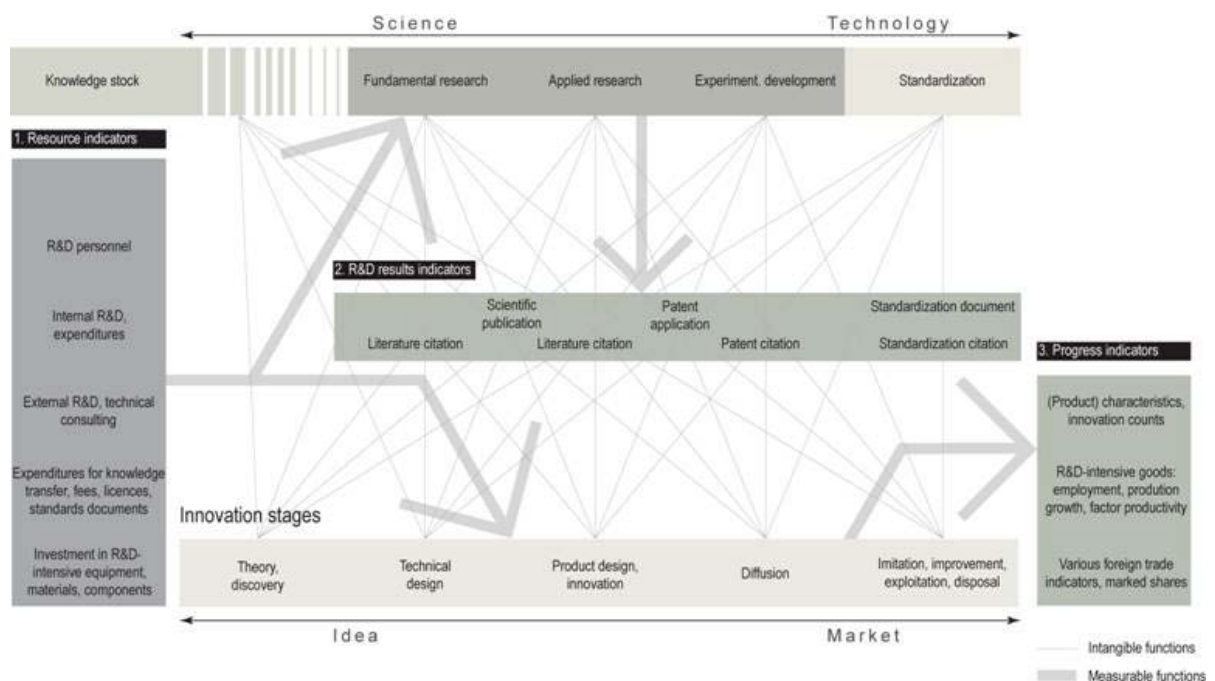 Science
Technology
Knowledge stock
Fundamental research
Applied research
Experiment. development
Standardization
1. Resource indicators
R&D personnel
Internal R&D,
expenditures
External R&D, technical
consulting
Expenditures for knowledge
transfer, fees, licences,
standards documents
Investment in R&D-
intensive equipment,
materials, components
2. R&D results indicators
Scientific
publication
Patent
application
Standardization document
Literature citation
Literature citation
Patent citation
Standardization citation
3. Progress indicators
(Product) characteristics,
innovation counts
R&D-intensive goods:
employment, prodution
growth, factor productivity
Various foreign trade
indicators, marked shares
Innovation stages
Theory,
discovery
Technical
design
Product design,
innovation
Diffusion
Imitation, improvement,
exploitation, disposal
Idea
Market
Intangible functions
Measurable functions